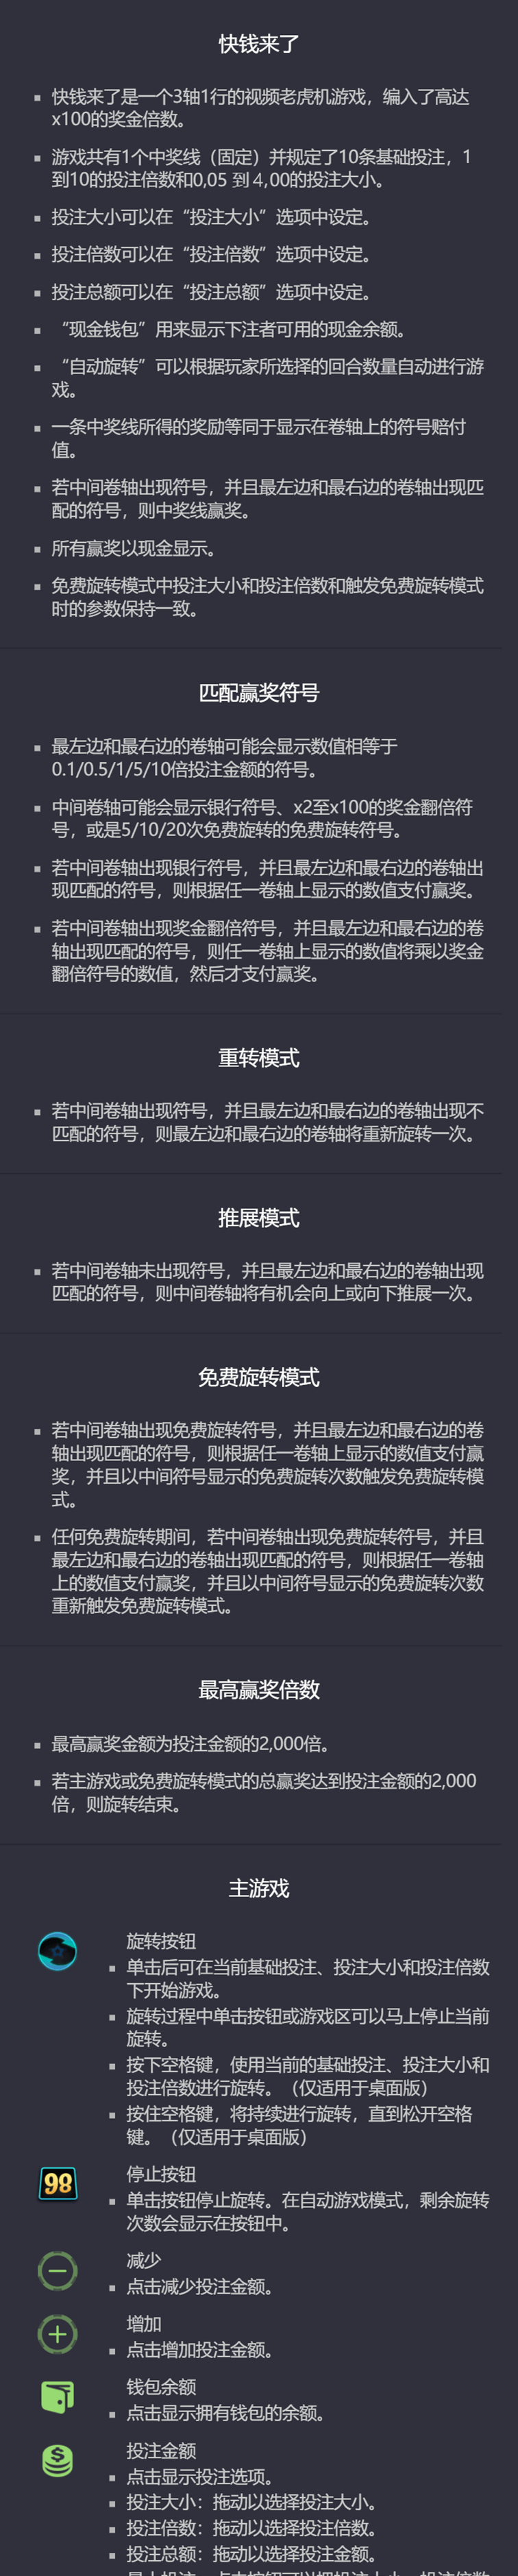 快钱来了
快钱来了是一个3轴1行的视频老虎机游戏，编入了高达
x100的奖金倍数。
游戏共有1个中奖线（固定）并规定了10条基础投注，1
到10的投注倍数和0,05 到 4,00的投注大小。
投注大小可以在“投注大小”选项中设定。
投注倍数可以在“投注倍数”选项中设定。
投注总额可以在“投注总额”选项中设定。
“现金钱包”用来显示下注者可用的现金余额。
“自动旋转”可以根据玩家所选择的回合数量自动进行游
戏。
一条中奖线所得的奖励等同于显示在卷轴上的符号赔付
值。
若中间卷轴出现符号，并且最左边和最右边的卷轴出现匹
配的符号，则中奖线赢奖。
所有赢奖以现金显示。
免费旋转模式中投注大小和投注倍数和触发免费旋转模式
时的参数保持一致。
匹配赢奖符号
最左边和最右边的卷轴可能会显示数值相等于
0.1/0.5/1/5/10倍投注金额的符号。
中间卷轴可能会显示银行符号、x2至x100的奖金翻倍符
号，或是5/10/20次免费旋转的免费旋转符号。
若中间卷轴出现银行符号，并且最左边和最右边的卷轴出
现匹配的符号，则根据任一卷轴上显示的数值支付赢奖。
若中间卷轴出现奖金翻倍符号，并且最左边和最右边的卷
轴出现匹配的符号，则任一卷轴上显示的数值将乘以奖金
翻倍符号的数值，然后才支付赢奖。
重转模式
若中间卷轴出现符号，并且最左边和最右边的卷轴出现不
匹配的符号，则最左边和最右边的卷轴将重新旋转一次。
推展模式
若中间卷轴未出现符号，并且最左边和最右边的卷轴出现
匹配的符号，则中间卷轴将有机会向上或向下推展一次。
免费旋转模式
若中间卷轴出现免费旋转符号，并且最左边和最右边的卷
轴出现匹配的符号，则根据任一卷轴上显示的数值支付赢
奖，并且以中间符号显示的免费旋转次数触发免费旋转模
式。
任何免费旋转期间，若中间卷轴出现免费旋转符号，并且
最左边和最右边的卷轴出现匹配的符号，则根据任一卷轴
上的数值支付赢奖，并且以中间符号显示的免费旋转次数
重新触发免费旋转模式。
最高赢奖倍数
最高赢奖金额为投注金额的2,000倍。
若主游戏或免费旋转模式的总赢奖达到投注金额的2,000
倍，则旋转结束。
主游戏
旋转按钮
单击后可在当前基础投注、投注大小和投注倍数
下开始游戏。
旋转过程中单击按钮或游戏区可以马上停止当前
旋转。
按下空格键，使用当前的基础投注、投注大小和
投注倍数进行旋转。（仅适用于桌面版）
按住空格键，将持续进行旋转，直到松开空格
键。（仅适用于桌面版）
98
停止按钮
单击按钮停止旋转。在自动游戏模式，剩余旋转
次数会显示在按钮中。
减少
点击减少投注金额。
增加
点击增加投注金额。
钱包余额
点击显示拥有钱包的余额。
投注金额
点击显示投注选项。
投注大小：拖动以选择投注大小。
投注倍数：拖动以选择投注倍数。
投注总额：拖动以选择投注金额。